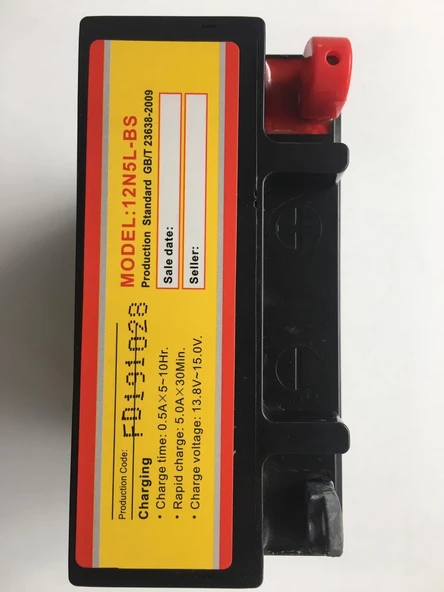 MODEL:12N5L-BS
Production Standard GB/T 23638-2009
Sale date:
Seller:
Production Code: FD191028
Charging
• Charge time: 0.5A×5~10Hr.
• Rapid charge: 5.0A×30Min.
• Charge voltage: 13.8V~15.0V.